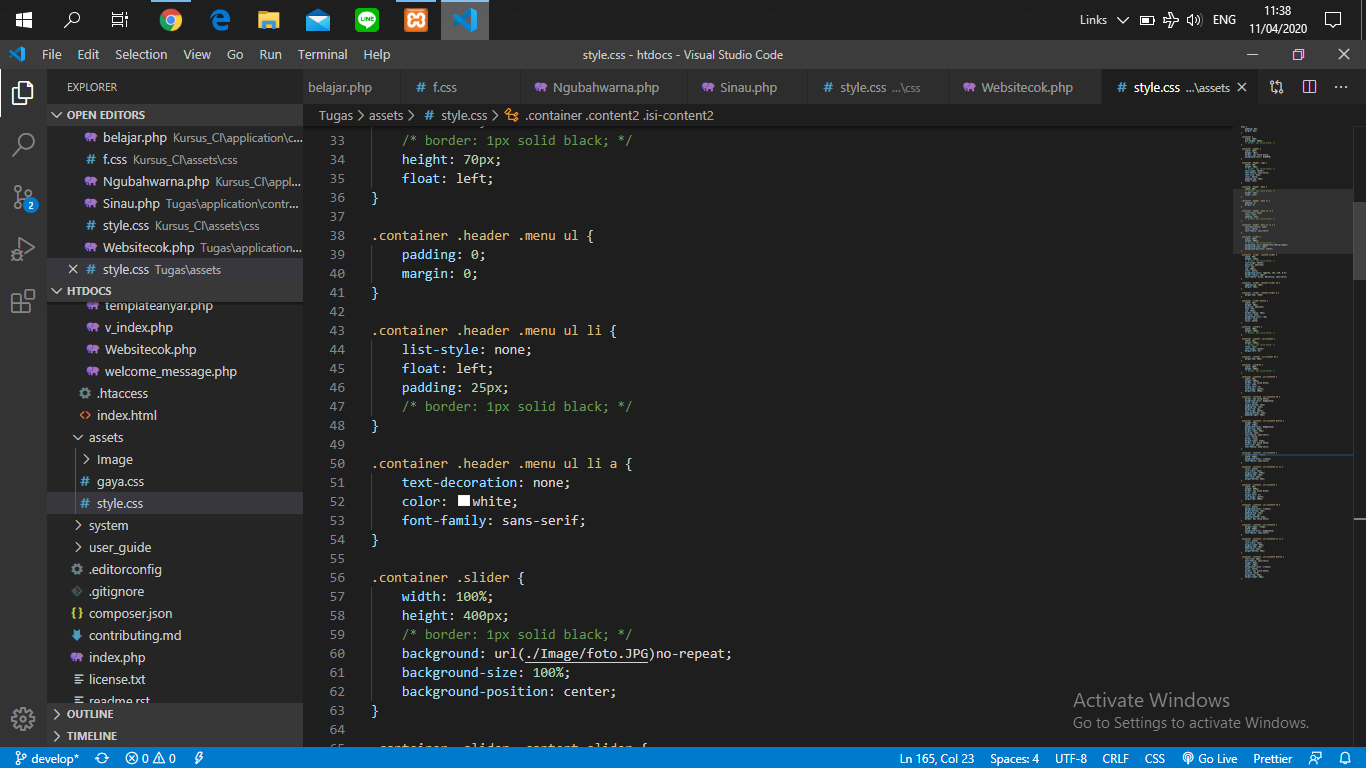 Links
ENG
11:38
11/04/2020
File Edit Selection View Go Run Terminal Help
style.css - htdocs - Visual Studio Code
EXPLORER
OPEN EDITORS
belajar.php Kursus_CI\application\c...
f.css Kursus_CI\assets\css
Ngubahwarna.php Kursus_CI\appl...
Sinau.php Tugas\application\contr...
style.css Kursus_CI\assets\css
Websitecok.php Tugas\application...
style.css Tugas\assets
HTDOCS
templateanyar.php
v_index.php
Websitecok.php
welcome_message.php
.htaccess
index.html
assets
Image
gaya.css
style.css
system
user_guide
.editorconfig
.gitignore
composer.json
contributing.md
index.php
license.txt
readme.rst
OUTLINE
TIMELINE
2
belajar.php f.css Ngubahwarna.php Sinau.php style.css ...\css Websitecok.php style.css ...\assets
Tugas > assets > # style.css > .container .content2 .isi-content2
33 /* border: 1px solid black; */
34 height: 70px;
35 float: left;
36 }
37
38 .container .header .menu ul {
39 padding: 0;
40 margin: 0;
41 }
42
43 .container .header .menu ul li {
44 list-style: none;
45 float: left;
46 padding: 25px;
47 /* border: 1px solid black; */
48 }
49
50 .container .header .menu ul li a {
51 text-decoration: none;
52 color: white;
53 font-family: sans-serif;
54 }
55
56 .container .slider {
57 width: 100%;
58 height: 400px;
59 /* border: 1px solid black; */
60 background: url(./Image/foto.JPG)no-repeat;
61 background-size: 100%;
62 background-position: center;
63 }
64
Activate Windows
Go to Settings to activate Windows.
develop* 0 0 Ln 165, Col 23 Spaces: 4 UTF-8 CRLF CSS Go Live Prettier